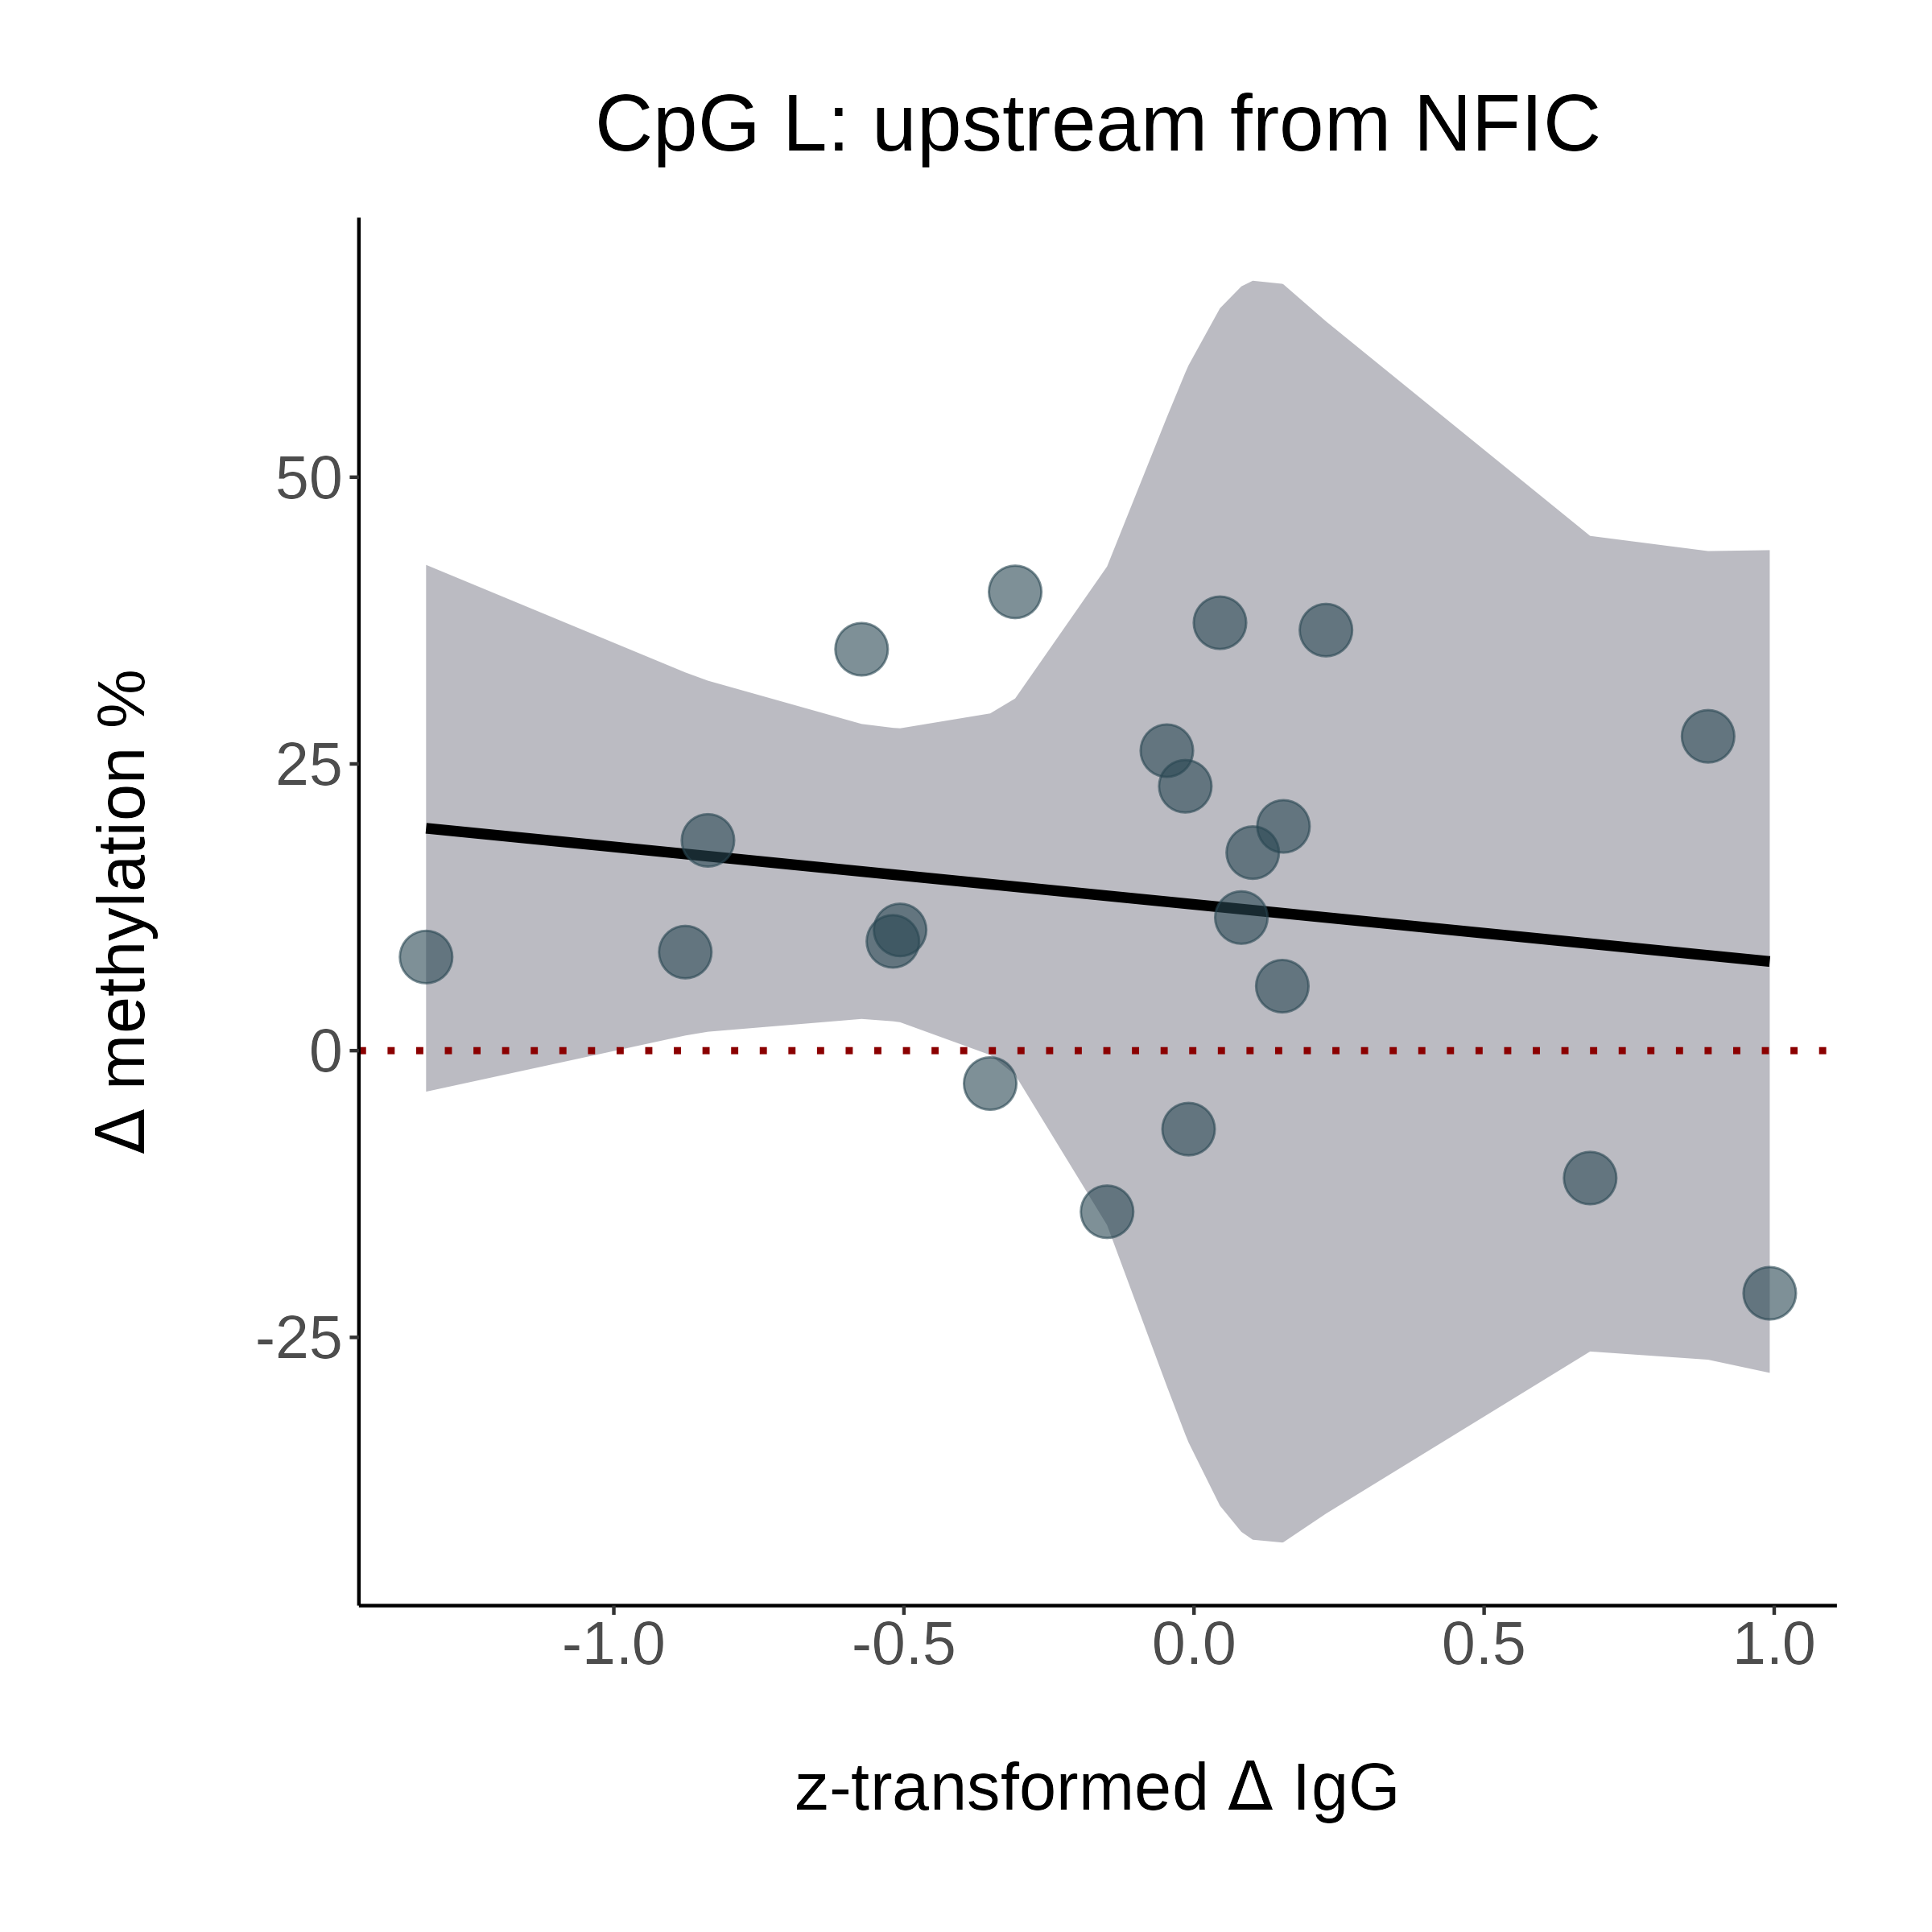 CpG L: upstream from NFIC
Δ methylation %
50
25
0
-25
-1.0 -0.5 0.0 0.5 1.0
z-transformed Δ IgG